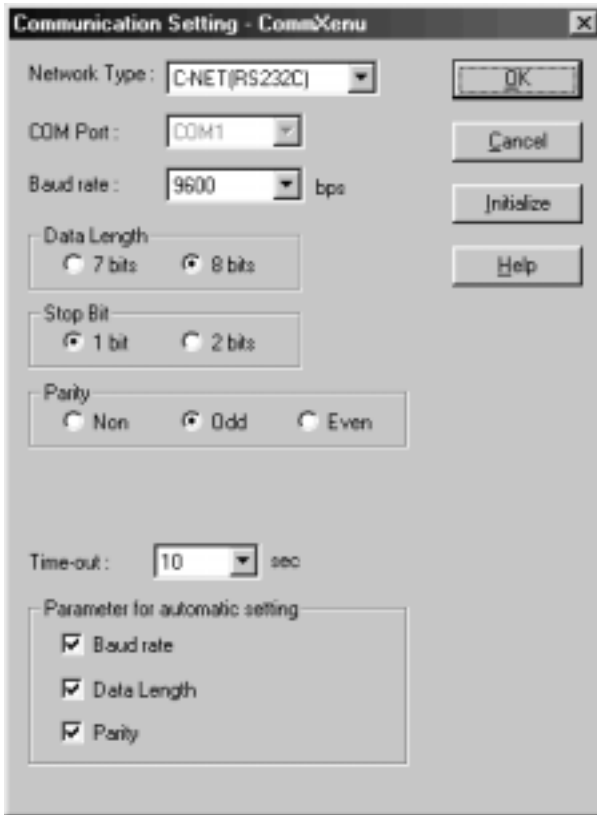 Communication Setting - CommXenu
Network Type : C-NET(RS232C) OK
COM Port : COM1 Cancel
Baud rate : 9600 bps Initialize
Data Length
7 bits 8 bits Help
Stop Bit
1 bit 2 bits
Parity
Non Odd Even
Time-out : 10 sec
Parameter for automatic setting
Baud rate
Data Length
Parity